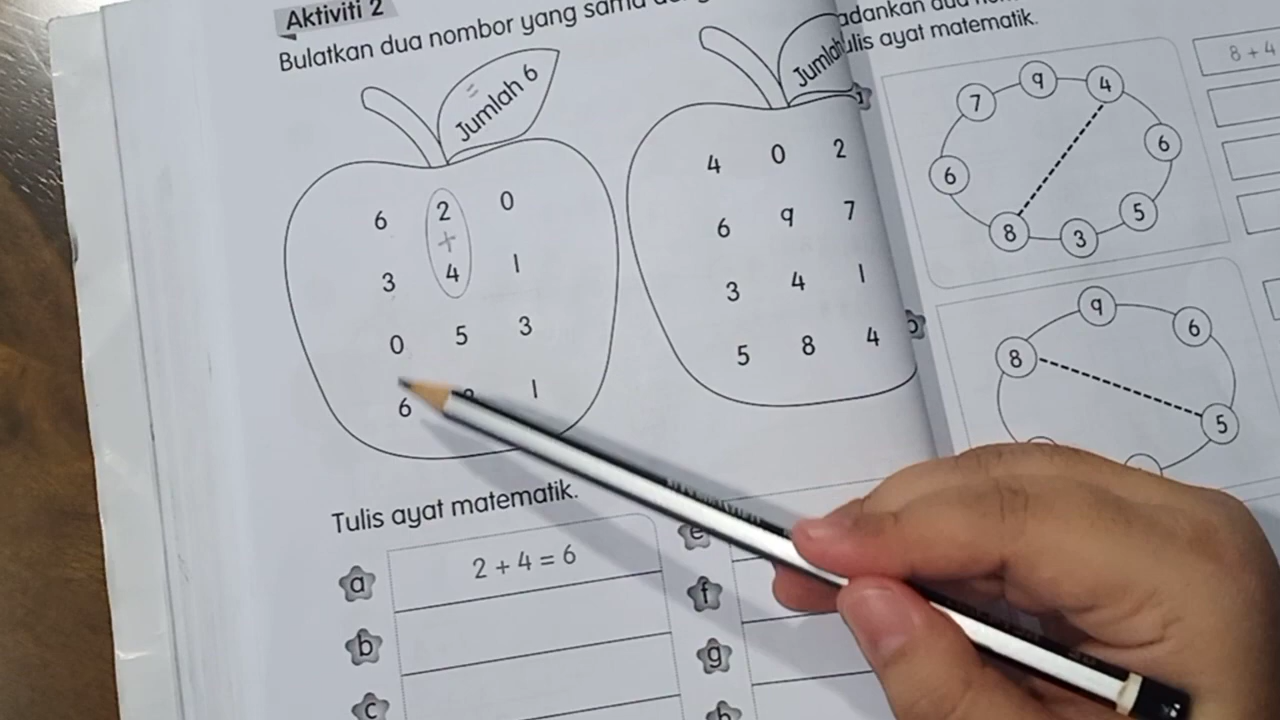 Aktiviti 2
Bulatkan dua nombor yang sama
= Jumlah 6
6 2 0
+
3 4 1
0 5 3
6 1
Jumlah
4 0 2
6 9 7
3 4 1
5 8 4
Tulis ayat matematik.
a 2 + 4 = 6
b
c
e
f
g
h
ulis ayat matematik.
8 + 4
7 9 4
6 6
8 3 5
b
9 6
8 5